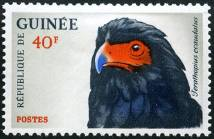 RÉPUBLIQUE DE
GUINÉE
40F
POSTES
Terathopius ecaudatus